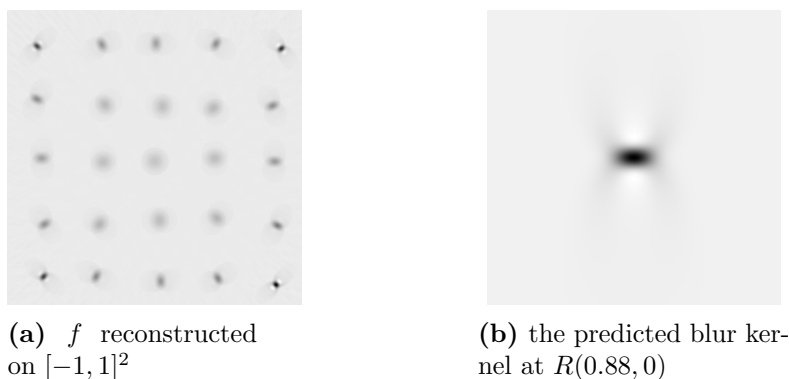 (a) f reconstructed
on [−1, 1]²
(b) the predicted blur ker-
nel at R(0.88, 0)